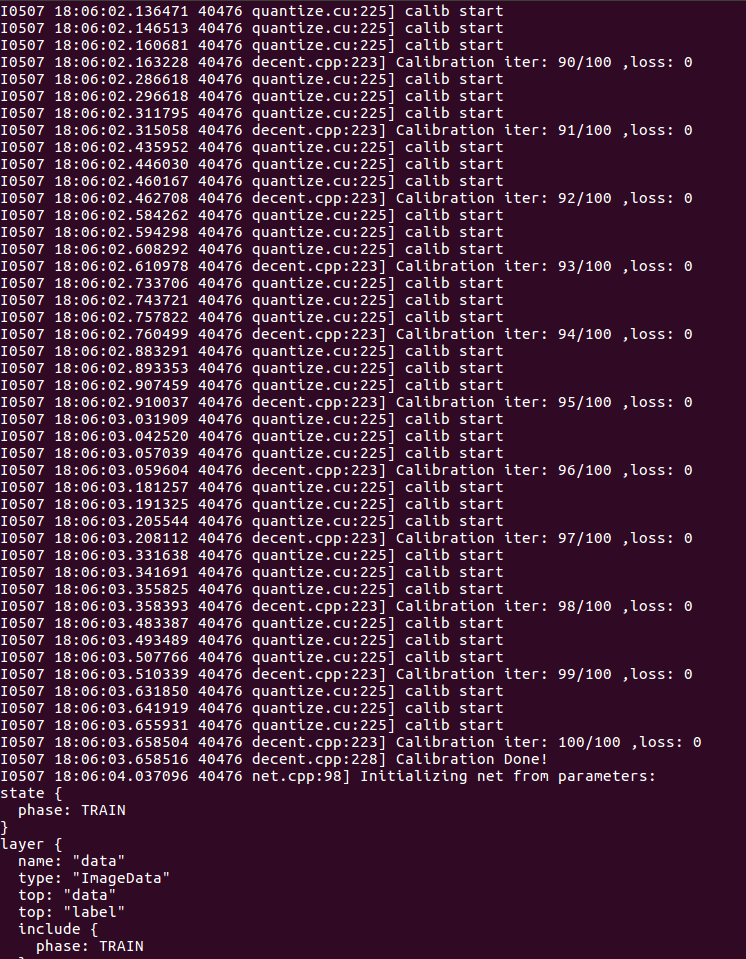 I0507 18:06:02.136471 40476 quantize.cu:225] calib start
I0507 18:06:02.146513 40476 quantize.cu:225] calib start
I0507 18:06:02.160681 40476 quantize.cu:225] calib start
I0507 18:06:02.163228 40476 decent.cpp:223] Calibration iter: 90/100 ,loss: 0
I0507 18:06:02.286618 40476 quantize.cu:225] calib start
I0507 18:06:02.296618 40476 quantize.cu:225] calib start
I0507 18:06:02.311795 40476 quantize.cu:225] calib start
I0507 18:06:02.315058 40476 decent.cpp:223] Calibration iter: 91/100 ,loss: 0
I0507 18:06:02.435952 40476 quantize.cu:225] calib start
I0507 18:06:02.446030 40476 quantize.cu:225] calib start
I0507 18:06:02.460167 40476 quantize.cu:225] calib start
I0507 18:06:02.462708 40476 decent.cpp:223] Calibration iter: 92/100 ,loss: 0
I0507 18:06:02.584262 40476 quantize.cu:225] calib start
I0507 18:06:02.594298 40476 quantize.cu:225] calib start
I0507 18:06:02.608292 40476 quantize.cu:225] calib start
I0507 18:06:02.610978 40476 decent.cpp:223] Calibration iter: 93/100 ,loss: 0
I0507 18:06:02.733706 40476 quantize.cu:225] calib start
I0507 18:06:02.743721 40476 quantize.cu:225] calib start
I0507 18:06:02.757822 40476 quantize.cu:225] calib start
I0507 18:06:02.760499 40476 decent.cpp:223] Calibration iter: 94/100 ,loss: 0
I0507 18:06:02.883291 40476 quantize.cu:225] calib start
I0507 18:06:02.893353 40476 quantize.cu:225] calib start
I0507 18:06:02.907459 40476 quantize.cu:225] calib start
I0507 18:06:02.910037 40476 decent.cpp:223] Calibration iter: 95/100 ,loss: 0
I0507 18:06:03.031909 40476 quantize.cu:225] calib start
I0507 18:06:03.042520 40476 quantize.cu:225] calib start
I0507 18:06:03.057039 40476 quantize.cu:225] calib start
I0507 18:06:03.059604 40476 decent.cpp:223] Calibration iter: 96/100 ,loss: 0
I0507 18:06:03.181257 40476 quantize.cu:225] calib start
I0507 18:06:03.191325 40476 quantize.cu:225] calib start
I0507 18:06:03.205544 40476 quantize.cu:225] calib start
I0507 18:06:03.208112 40476 decent.cpp:223] Calibration iter: 97/100 ,loss: 0
I0507 18:06:03.331638 40476 quantize.cu:225] calib start
I0507 18:06:03.341691 40476 quantize.cu:225] calib start
I0507 18:06:03.355825 40476 quantize.cu:225] calib start
I0507 18:06:03.358393 40476 decent.cpp:223] Calibration iter: 98/100 ,loss: 0
I0507 18:06:03.483387 40476 quantize.cu:225] calib start
I0507 18:06:03.493489 40476 quantize.cu:225] calib start
I0507 18:06:03.507766 40476 quantize.cu:225] calib start
I0507 18:06:03.510339 40476 decent.cpp:223] Calibration iter: 99/100 ,loss: 0
I0507 18:06:03.631850 40476 quantize.cu:225] calib start
I0507 18:06:03.641919 40476 quantize.cu:225] calib start
I0507 18:06:03.655931 40476 quantize.cu:225] calib start
I0507 18:06:03.658504 40476 decent.cpp:223] Calibration iter: 100/100 ,loss: 0
I0507 18:06:03.658516 40476 decent.cpp:228] Calibration Done!
I0507 18:06:04.037096 40476 net.cpp:98] Initializing net from parameters:
state {
  phase: TRAIN
}
layer {
  name: "data"
  type: "ImageData"
  top: "data"
  top: "label"
  include {
    phase: TRAIN